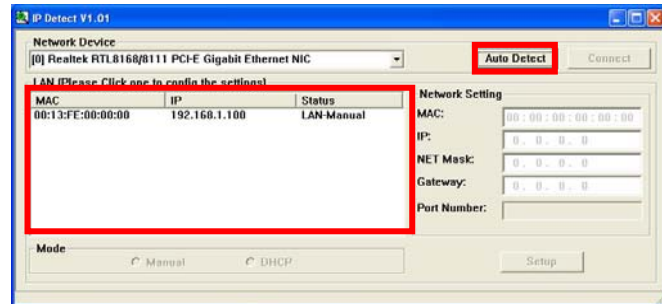 IP Detect V1.01
Network Device
[0] Realtek RTL8168/8111 PCI-E Gigabit Ethernet NIC
Auto Detect
Connect
LAN [Please Click one to config the settings]
MAC IP Status
00:13:FE:00:00:00 192.168.1.100 LAN-Manual
Network Setting
MAC: 00 : 00 : 00 : 00 : 00 : 00
IP: 0 . 0 . 0 . 0
NET Mask: 0 . 0 . 0 . 0
Gateway: 0 . 0 . 0 . 0
Port Number:
Mode
Manual DHCP
Setup